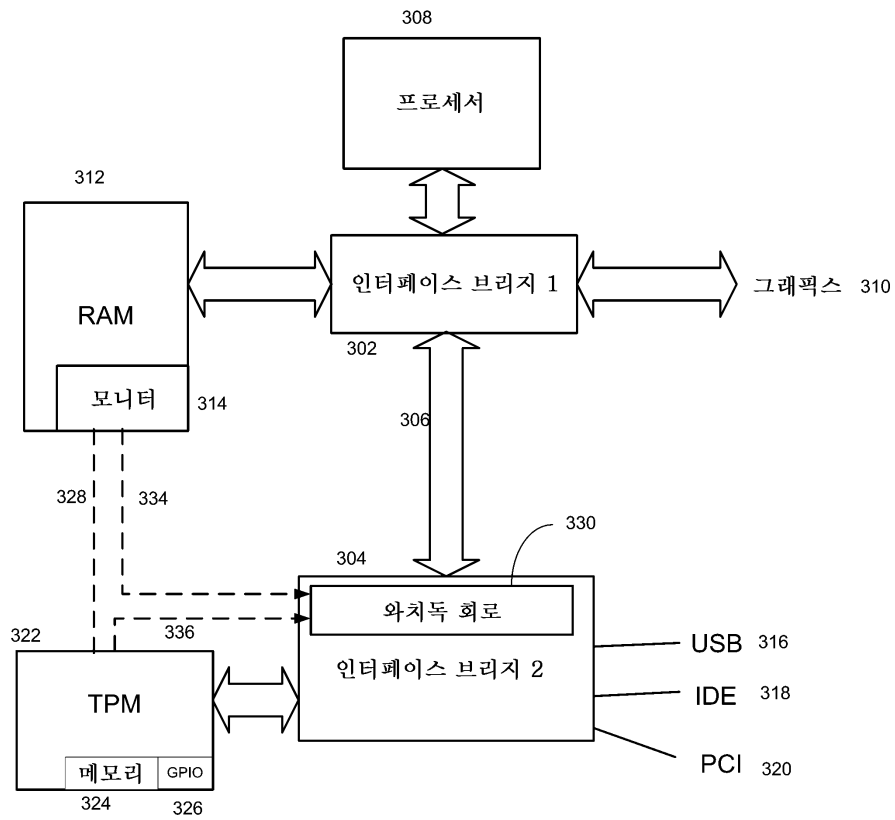 308
프로세서
312
RAM
인터페이스 브리지 1
그래픽스 310
302
모니터 314
306
328
334
330
304
와치독 회로
322
336
인터페이스 브리지 2
USB 316
TPM
IDE 318
메모리 GPIO
PCI 320
324
326